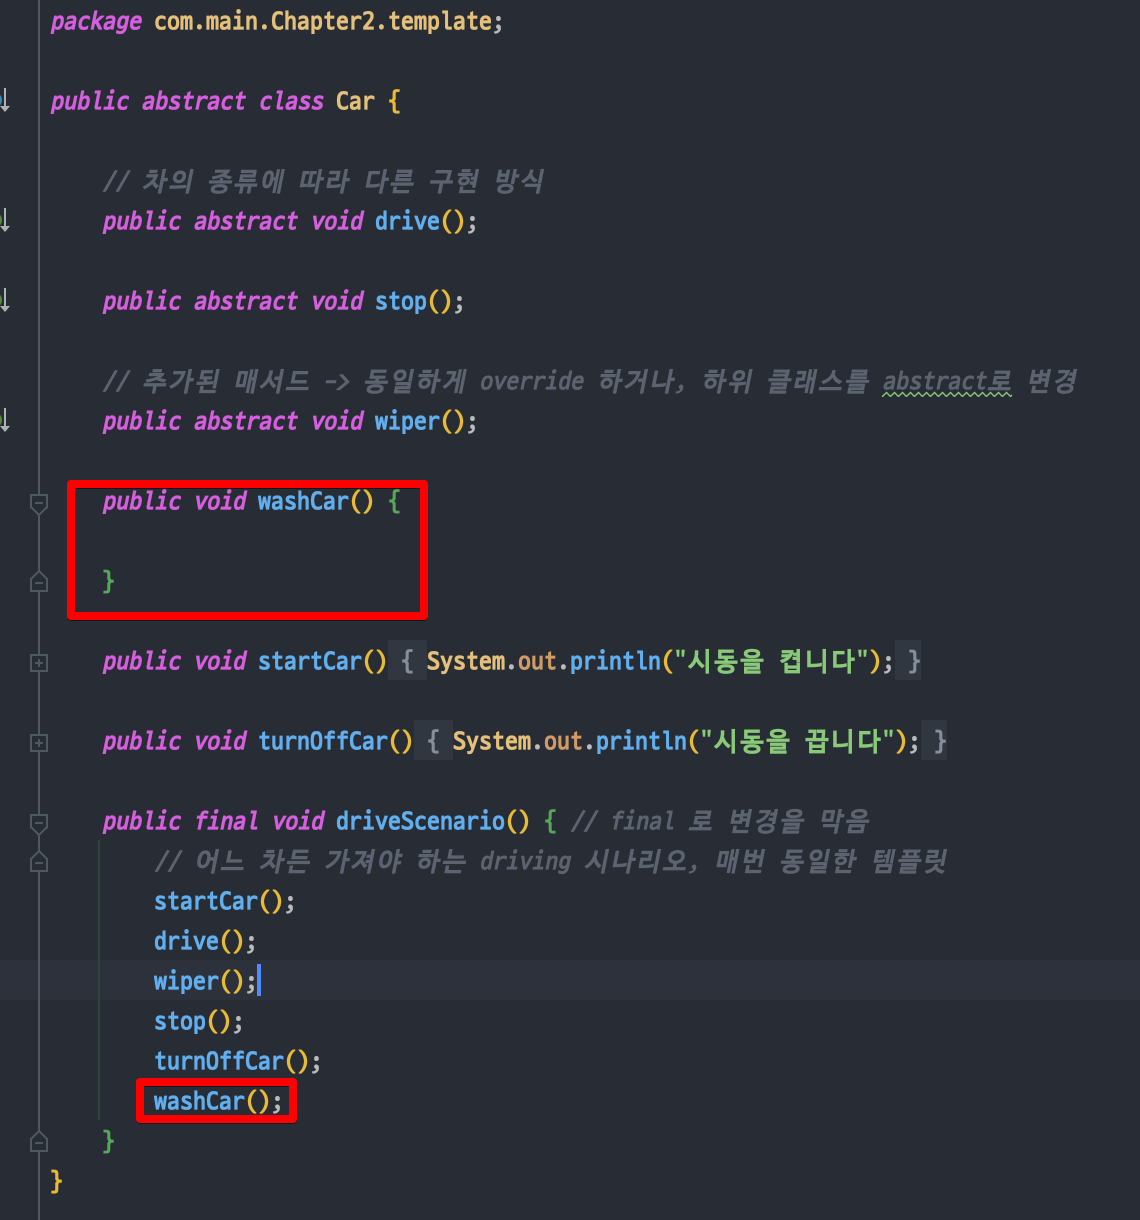 package com.main.Chapter2.template;
public abstract class Car {
// 차의 종류에 따라 다른 구현 방식
public abstract void drive();
public abstract void stop();
// 추가된 매서드 -> 동일하게 override 하거나, 하위 클래스를 abstract로 변경
public abstract void wiper();
public void washCar() {
}
public void startCar() { System.out.println("시동을 켭니다"); }
public void turnOffCar() { System.out.println("시동을 끕니다"); }
public final void driveScenario() { // final 로 변경을 막음
// 어느 차든 가져야 하는 driving 시나리오, 매번 동일한 템플릿
startCar();
drive();
wiper();
stop();
turnOffCar();
washCar();
}
}